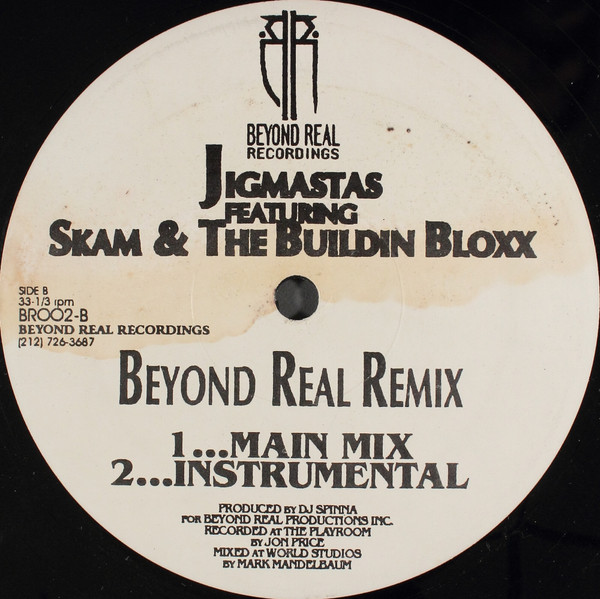 BEYOND REAL
RECORDINGS
JIGMASTAS
FEATURING
SKAM & THE BUILDIN BLOXX
SIDE B
33-1/3 rpm
BR002-B
BEYOND REAL RECORDINGS
(212) 726-3687
BEYOND REAL REMIX
1...MAIN MIX
2...INSTRUMENTAL
PRODUCED BY DJ SPINNA
FOR BEYOND REAL PRODUCTIONS INC.
RECORDED AT THE PLAYROOM
BY JON PRICE
MIXED AT WORLD STUDIOS
BY MARK MANDELBAUM